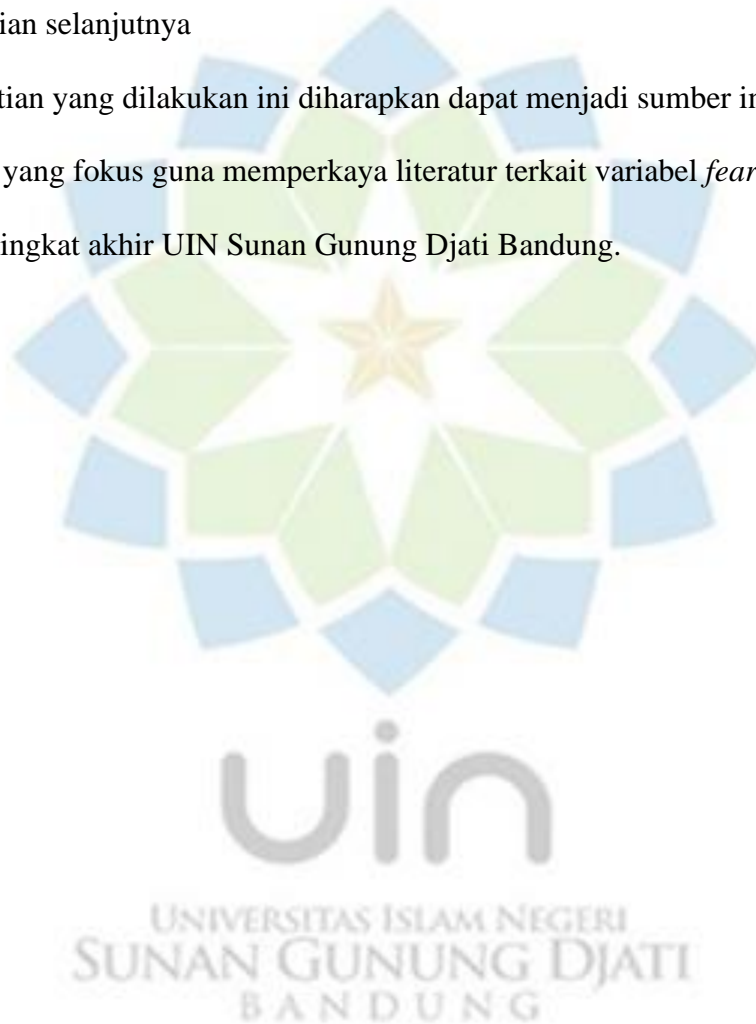 ian selanjutnya
tian yang dilakukan ini diharapkan dapat menjadi sumber in
yang fokus guna memperkaya literatur terkait variabel fear
ingkat akhir UIN Sunan Gunung Djati Bandung.
uin
UNIVERSITAS ISLAM NEGERI
SUNAN GUNUNG DJATI
BANDUNG